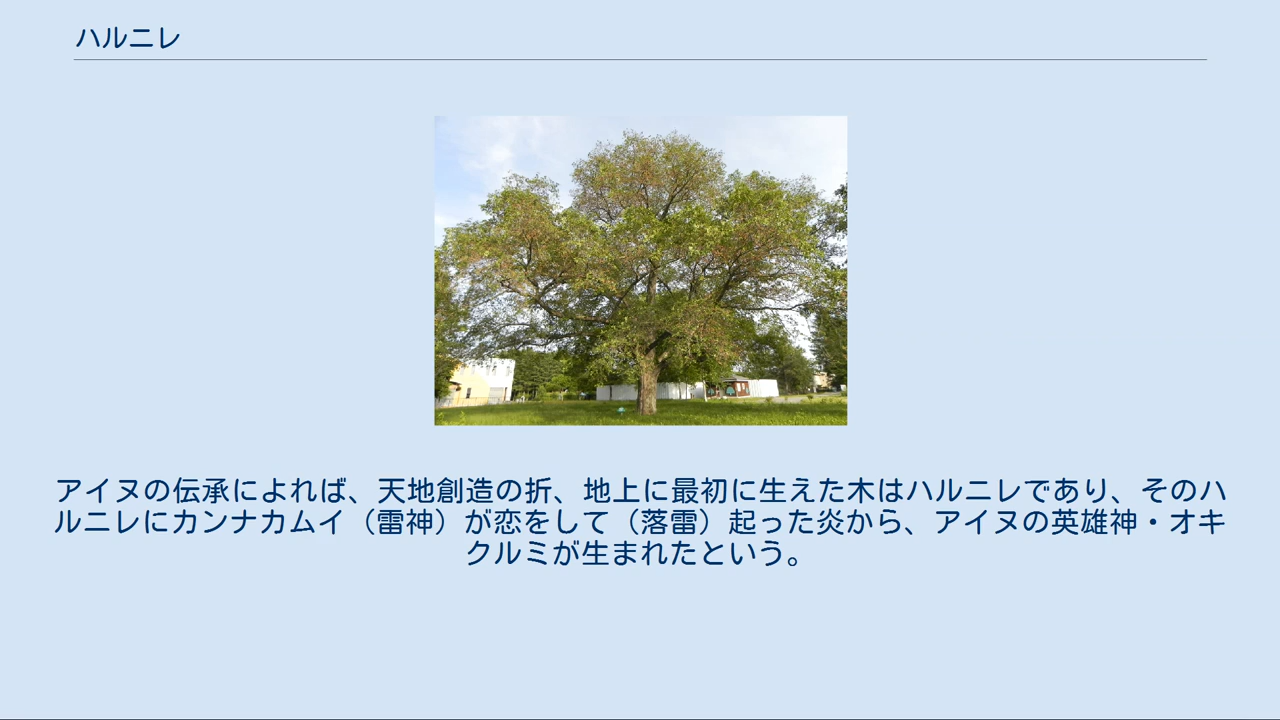 ハルニレ
アイヌの伝承によれば、天地創造の折、地上に最初に生えた木はハルニレであり、そのハ
ルニレにカンナカムイ（雷神）が恋をして（落雷）起った炎から、アイヌの英雄神・オキ
クルミが生まれたという。